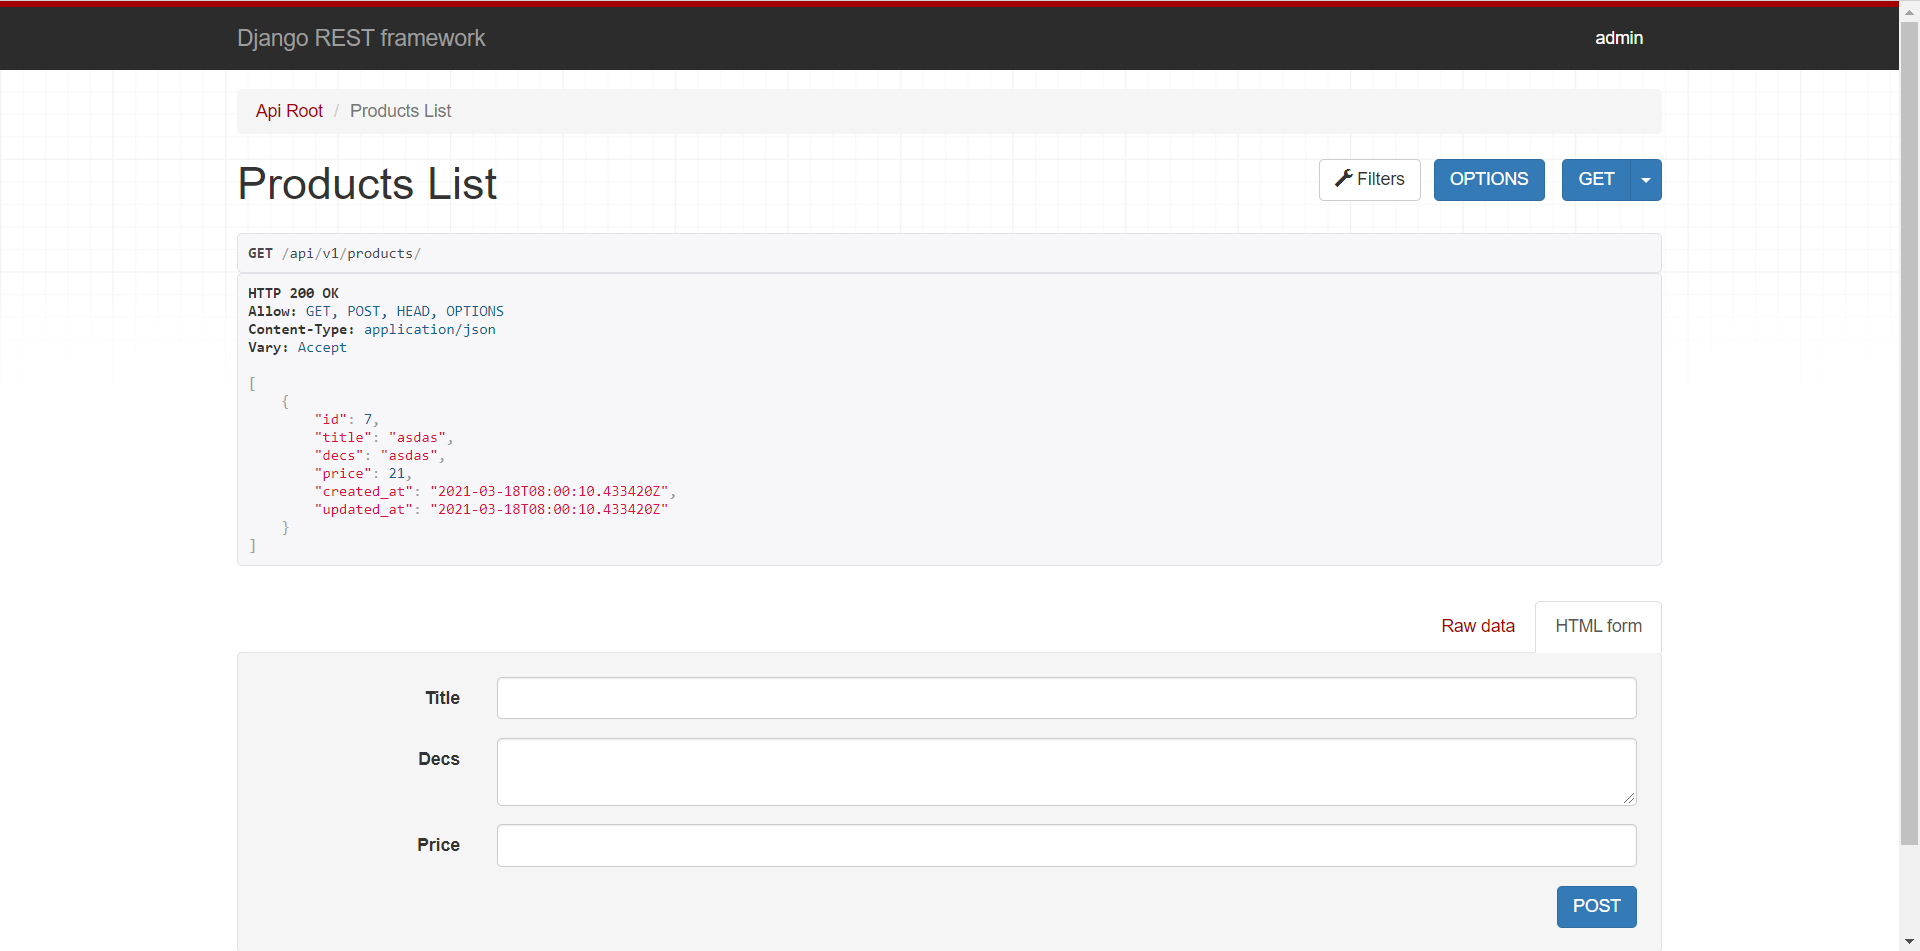 Django REST framework
admin
Api Root / Products List
Products List
Filters
OPTIONS
GET
GET /api/v1/products/
HTTP 200 OK
Allow: GET, POST, HEAD, OPTIONS
Content-Type: application/json
Vary: Accept
[
    {
        "id": 7,
        "title": "asdas",
        "decs": "asdas",
        "price": 21,
        "created_at": "2021-03-18T08:00:10.433420Z",
        "updated_at": "2021-03-18T08:00:10.433420Z"
    }
]
Raw data
HTML form
Title
Decs
Price
POST